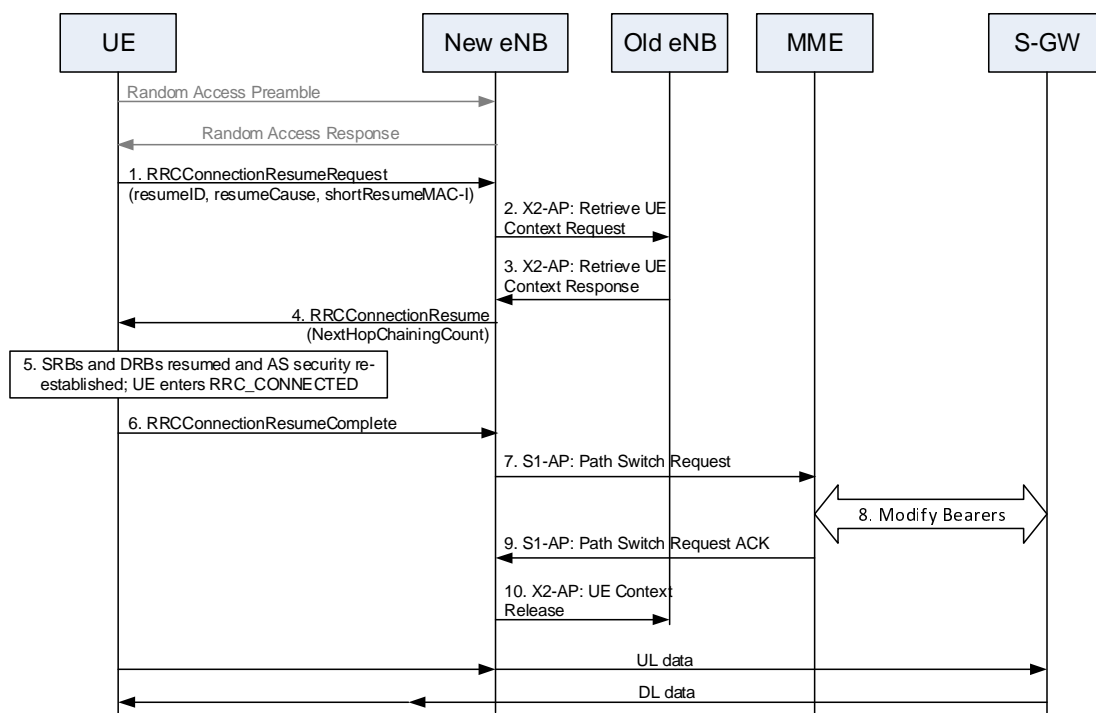 UE
New eNB
Old eNB
MME
S-GW
Random Access Preamble
Random Access Response
1. RRCConnectionResumeRequest
(resumeID, resumeCause, shortResumeMAC-I)
2. X2-AP: Retrieve UE
Context Request
3. X2-AP: Retrieve UE
Context Response
4. RRCConnectionResume
(NextHopChainingCount)
5. SRBs and DRBs resumed and AS security re-
established; UE enters RRC_CONNECTED
6. RRCConnectionResumeComplete
7. S1-AP: Path Switch Request
8. Modify Bearers
9. S1-AP: Path Switch Request ACK
10. X2-AP: UE Context
Release
UL data
DL data